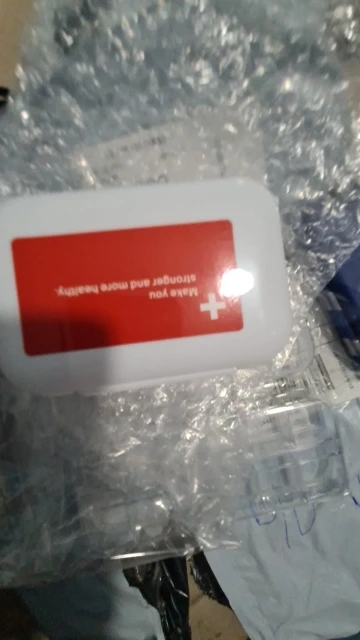 Make you
stronger and more healthy.